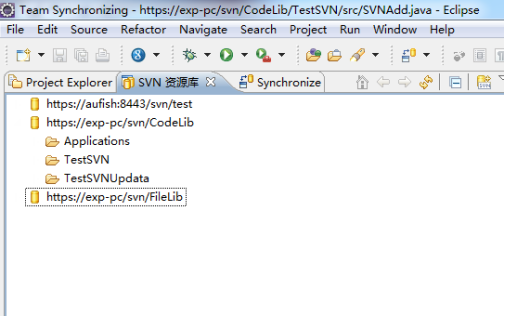 Team Synchronizing - https://exp-pc/svn/CodeLib/TestSVN/src/SVNAdd.java - Eclipse
File Edit Source Refactor Navigate Search Project Run Window Help
Project Explorer SVN 资源库 Synchronize
https://aufish:8443/svn/test
https://exp-pc/svn/CodeLib
Applications
TestSVN
TestSVNUpdata
https://exp-pc/svn/FileLib